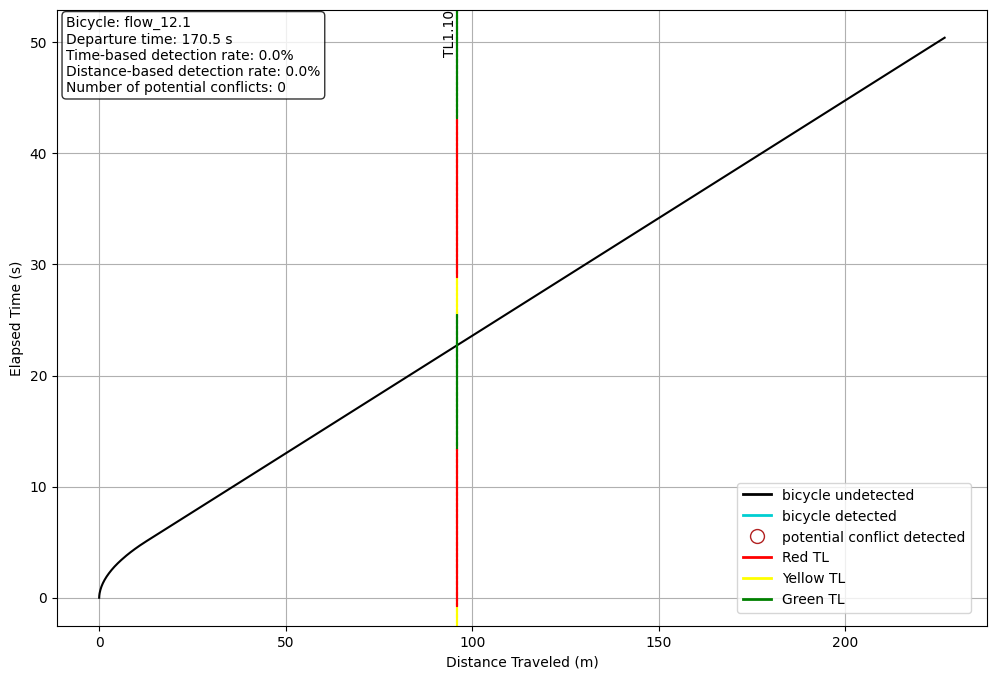 Bicycle: flow_12.1
Departure time: 170.5 s
Time-based detection rate: 0.0%
Distance-based detection rate: 0.0%
Number of potential conflicts: 0
TL1.10
50
40
30
20
10
0
Elapsed Time (s)
bicycle undetected
bicycle detected
potential conflict detected
Red TL
Yellow TL
Green TL
0
50
100
150
200
Distance Traveled (m)